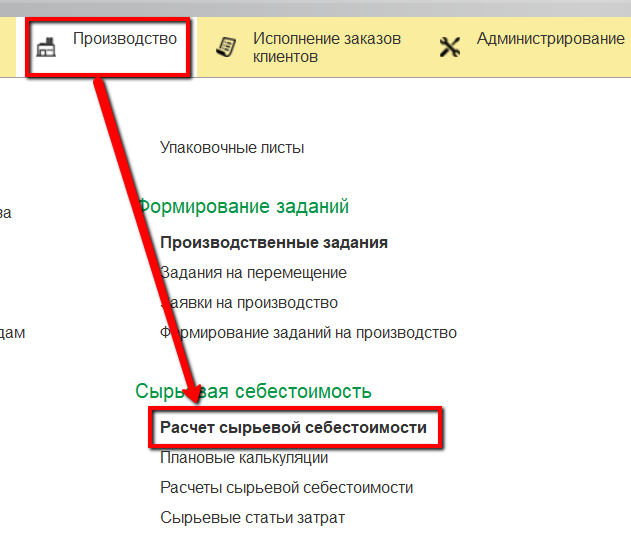 Производство
Исполнение заказов
клиентов
Администрирование
Упаковочные листы
за
Формирование заданий
Производственные задания
Задания на перемещение
Заявки на производство
дам
Формирование заданий на производство
Сырьевая себестоимость
Расчет сырьевой себестоимости
Плановые калькуляции
Расчеты сырьевой себестоимости
Сырьевые статьи затрат